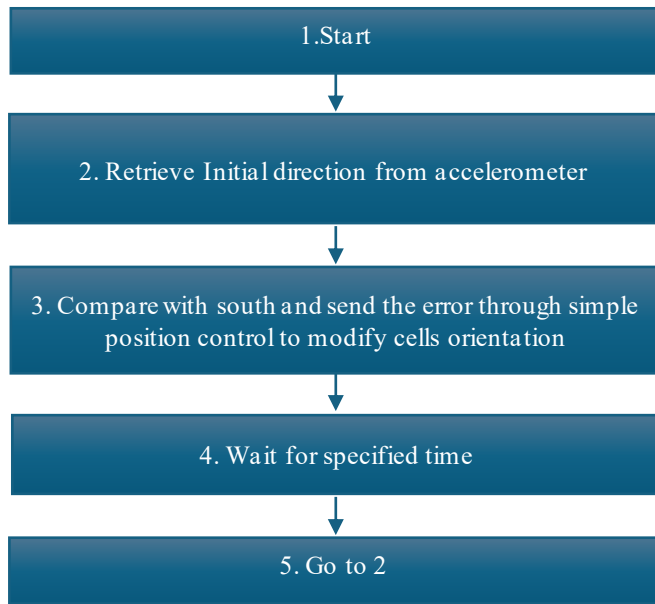 1.Start
2. Retrieve Initial direction from accelerometer
3. Compare with south and send the error through simple
position control to modify cells orientation
4. Wait for specified time
5. Go to 2